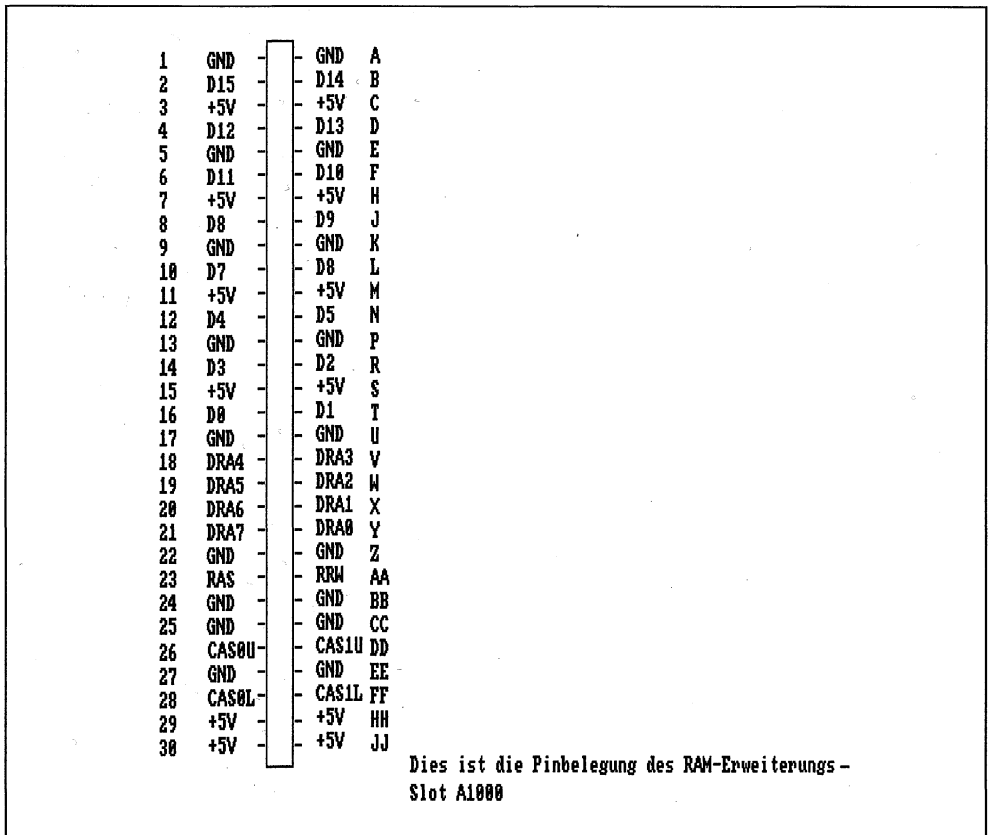 1 GND - - GND A
2 D15 - - D14 B
3 +5V - - +5V C
4 D12 - - D13 D
5 GND - - GND E
6 D11 - - D10 F
7 +5V - - +5V H
8 D8 - - D9 J
9 GND - - GND K
10 D7 - - D8 L
11 +5V - - +5V M
12 D4 - - D5 N
13 GND - - GND P
14 D3 - - D2 R
15 +5V - - +5V S
16 D0 - - D1 T
17 GND - - GND U
18 DRA4 - - DRA3 V
19 DRA5 - - DRA2 W
20 DRA6 - - DRA1 X
21 DRA7 - - DRA0 Y
22 GND - - GND Z
23 RAS - - RRW AA
24 GND - - GND BB
25 GND - - GND CC
26 CAS0U - - CAS1U DD
27 GND - - GND EE
28 CAS0L - - CAS1L FF
29 +5V - - +5V HH
30 +5V - - +5V JJ
Dies ist die Pinbelegung des RAM-Erweiterungs-
Slot A1000